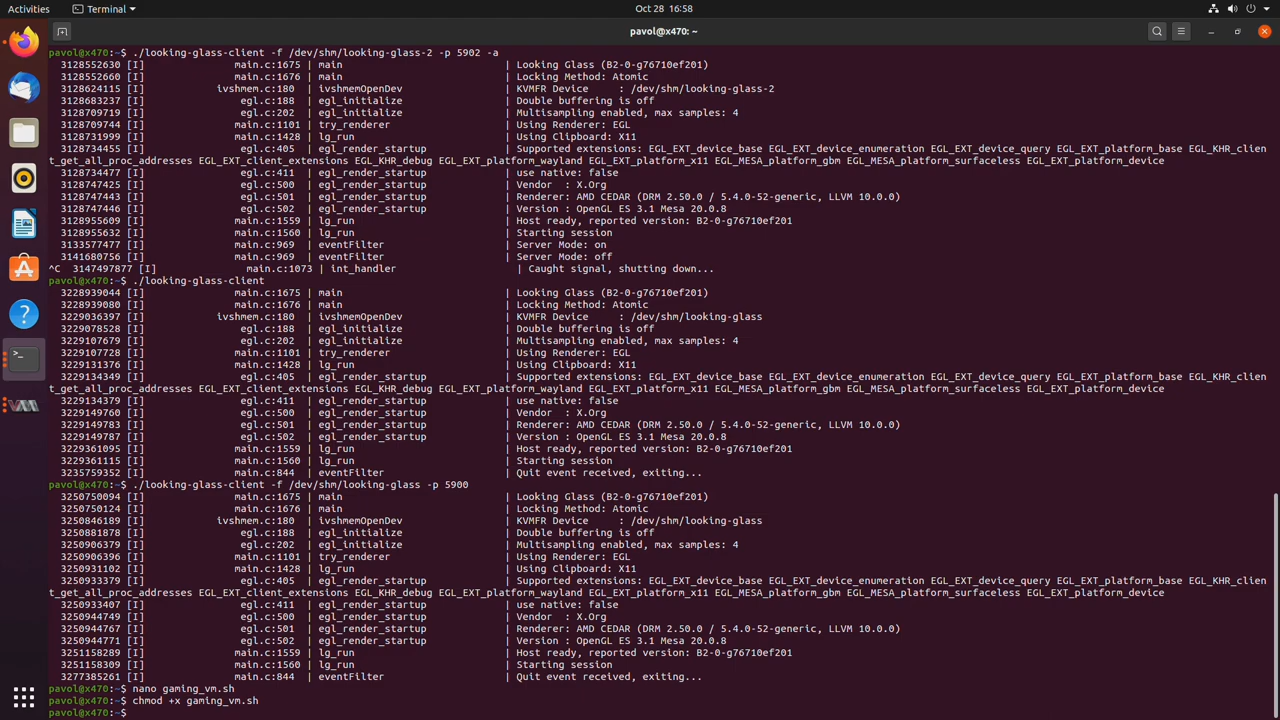 Activities
Terminal
Oct 28 16:58
pavol@x470: ~
pavol@x470:~$ ./looking-glass-client -f /dev/shm/looking-glass-2 -p 5902 -a
3128552630 [I] main.c:1675 | main | Looking Glass (B2-0-g76710ef201)
3128552660 [I] main.c:1676 | main | Locking Method: Atomic
3128624115 [I] ivshmem.c:180 | ivshmemOpenDev | KVMFR Device : /dev/shm/looking-glass-2
3128683237 [I] egl.c:188 | egl_initialize | Double buffering is off
3128709719 [I] egl.c:202 | egl_initialize | Multisampling enabled, max samples: 4
3128709744 [I] main.c:1101 | try_renderer | Using Renderer: EGL
3128731999 [I] main.c:1428 | lg_run | Using Clipboard: X11
3128734455 [I] egl.c:405 | egl_render_startup | Supported extensions: EGL_EXT_device_base EGL_EXT_device_enumeration EGL_EXT_device_query EGL_EXT_platform_base EGL_KHR_clien
t_get_all_proc_addresses EGL_EXT_client_extensions EGL_KHR_debug EGL_EXT_platform_wayland EGL_EXT_platform_x11 EGL_MESA_platform_gbm EGL_MESA_platform_surfaceless EGL_EXT_platform_device
3128734477 [I] egl.c:411 | egl_render_startup | use native: false
3128747425 [I] egl.c:500 | egl_render_startup | Vendor : X.Org
3128747443 [I] egl.c:501 | egl_render_startup | Renderer: AMD CEDAR (DRM 2.50.0 / 5.4.0-52-generic, LLVM 10.0.0)
3128747446 [I] egl.c:502 | egl_render_startup | Version : OpenGL ES 3.1 Mesa 20.0.8
3128955609 [I] main.c:1559 | lg_run | Host ready, reported version: B2-0-g76710ef201
3128955632 [I] main.c:1560 | lg_run | Starting session
3133577477 [I] main.c:969 | eventFilter | Server Mode: on
3141680756 [I] main.c:969 | eventFilter | Server Mode: off
^C 3147497877 [I] main.c:1073 | int_handler | Caught signal, shutting down...
pavol@x470:~$ ./looking-glass-client
3228939044 [I] main.c:1675 | main | Looking Glass (B2-0-g76710ef201)
3228939080 [I] main.c:1676 | main | Locking Method: Atomic
3229036397 [I] ivshmem.c:180 | ivshmemOpenDev | KVMFR Device : /dev/shm/looking-glass
3229078528 [I] egl.c:188 | egl_initialize | Double buffering is off
3229107679 [I] egl.c:202 | egl_initialize | Multisampling enabled, max samples: 4
3229107728 [I] main.c:1101 | try_renderer | Using Renderer: EGL
3229131376 [I] main.c:1428 | lg_run | Using Clipboard: X11
3229134349 [I] egl.c:405 | egl_render_startup | Supported extensions: EGL_EXT_device_base EGL_EXT_device_enumeration EGL_EXT_device_query EGL_EXT_platform_base EGL_KHR_clien
t_get_all_proc_addresses EGL_EXT_client_extensions EGL_KHR_debug EGL_EXT_platform_wayland EGL_EXT_platform_x11 EGL_MESA_platform_gbm EGL_MESA_platform_surfaceless EGL_EXT_platform_device
3229134379 [I] egl.c:411 | egl_render_startup | use native: false
3229149760 [I] egl.c:500 | egl_render_startup | Vendor : X.Org
3229149783 [I] egl.c:501 | egl_render_startup | Renderer: AMD CEDAR (DRM 2.50.0 / 5.4.0-52-generic, LLVM 10.0.0)
3229149787 [I] egl.c:502 | egl_render_startup | Version : OpenGL ES 3.1 Mesa 20.0.8
3229361095 [I] main.c:1559 | lg_run | Host ready, reported version: B2-0-g76710ef201
3229361115 [I] main.c:1560 | lg_run | Starting session
3235759352 [I] main.c:844 | eventFilter | Quit event received, exiting...
pavol@x470:~$ ./looking-glass-client -f /dev/shm/looking-glass -p 5900
3250750094 [I] main.c:1675 | main | Looking Glass (B2-0-g76710ef201)
3250750124 [I] main.c:1676 | main | Locking Method: Atomic
3250846189 [I] ivshmem.c:180 | ivshmemOpenDev | KVMFR Device : /dev/shm/looking-glass
3250881878 [I] egl.c:188 | egl_initialize | Double buffering is off
3250906379 [I] egl.c:202 | egl_initialize | Multisampling enabled, max samples: 4
3250906396 [I] main.c:1101 | try_renderer | Using Renderer: EGL
3250931102 [I] main.c:1428 | lg_run | Using Clipboard: X11
3250933379 [I] egl.c:405 | egl_render_startup | Supported extensions: EGL_EXT_device_base EGL_EXT_device_enumeration EGL_EXT_device_query EGL_EXT_platform_base EGL_KHR_clien
t_get_all_proc_addresses EGL_EXT_client_extensions EGL_KHR_debug EGL_EXT_platform_wayland EGL_EXT_platform_x11 EGL_MESA_platform_gbm EGL_MESA_platform_surfaceless EGL_EXT_platform_device
3250933407 [I] egl.c:411 | egl_render_startup | use native: false
3250944749 [I] egl.c:500 | egl_render_startup | Vendor : X.Org
3250944767 [I] egl.c:501 | egl_render_startup | Renderer: AMD CEDAR (DRM 2.50.0 / 5.4.0-52-generic, LLVM 10.0.0)
3250944771 [I] egl.c:502 | egl_render_startup | Version : OpenGL ES 3.1 Mesa 20.0.8
3251158289 [I] main.c:1559 | lg_run | Host ready, reported version: B2-0-g76710ef201
3251158309 [I] main.c:1560 | lg_run | Starting session
3277385261 [I] main.c:844 | eventFilter | Quit event received, exiting...
pavol@x470:~$ nano gaming_vm.sh
pavol@x470:~$ chmod +x gaming_vm.sh
pavol@x470:~$